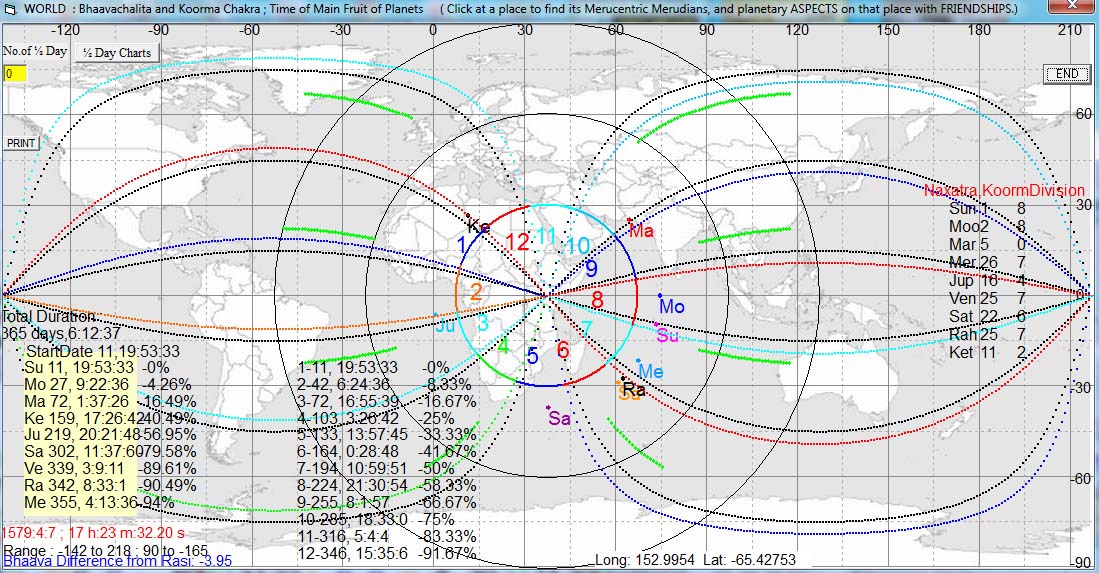 WORLD : Bhaavachalita and Koorma Chakra ; Time of Main Fruit of Planets ( Click at a place to find its Merucentric Merudians, and planetary ASPECTS on that place with FRIENDSHIPS.)
-120 -90 -60 -30 0 30 60 90 120 150 180 210
No.of ½ Day ½ Day Charts
0
END
60
PRINT
Naxatra KoormDivision
30
Sun 1 8
Moo2 8
Mar 5 0
Mer 26 7
Jup 16 4
Ven 25 7
Sat 22 6
Rah 25 7
Ket 11 2
Ke
Ma
1 12 11 10
9
2 8
0 0
Mo
Ju 3 7 Su
4 5 6
Me
Ra
Sa
Total Duration
365 days,6:12:37
StartDate 11,19:53:33
Su 11, 19:53:33 -0%
Mo 27, 9:22:36 -4.26%
Ma 72, 1:37:26 -16.49%
Ke 159, 17:26:42 40.49%
Ju 219, 20:21:48 56.95%
Sa 302, 11:37:60 79.58%
Ve 339, 3:9:11 -89.61%
Ra 342, 8:33:1 -90.49%
Me 355, 4:13:36 -94%
1-11, 19:53:33 -0%
2-42, 6:24:36 -8.33%
3-72, 16:55:39 -16.67%
4-103, 3:26:42 -25%
5-133, 13:57:45 -33.33%
6-164, 0:28:48 -41.67%
7-194, 10:59:51 -50%
8-224, 21:30:54 -58.33%
9-255, 8:1:57 -66.67%
10-285, 18:33:0 -75%
11-316, 5:4:4 -83.33%
12-346, 15:35:6 -91.67%
-30
-60
-90
1579:4:7 ; 17 h:23 m:32.20 s
Range : -142 to 218 ; 90 to -165
Bhaava Difference from Rasi: -3.95
Long: 152.9954 Lat: -65.42753